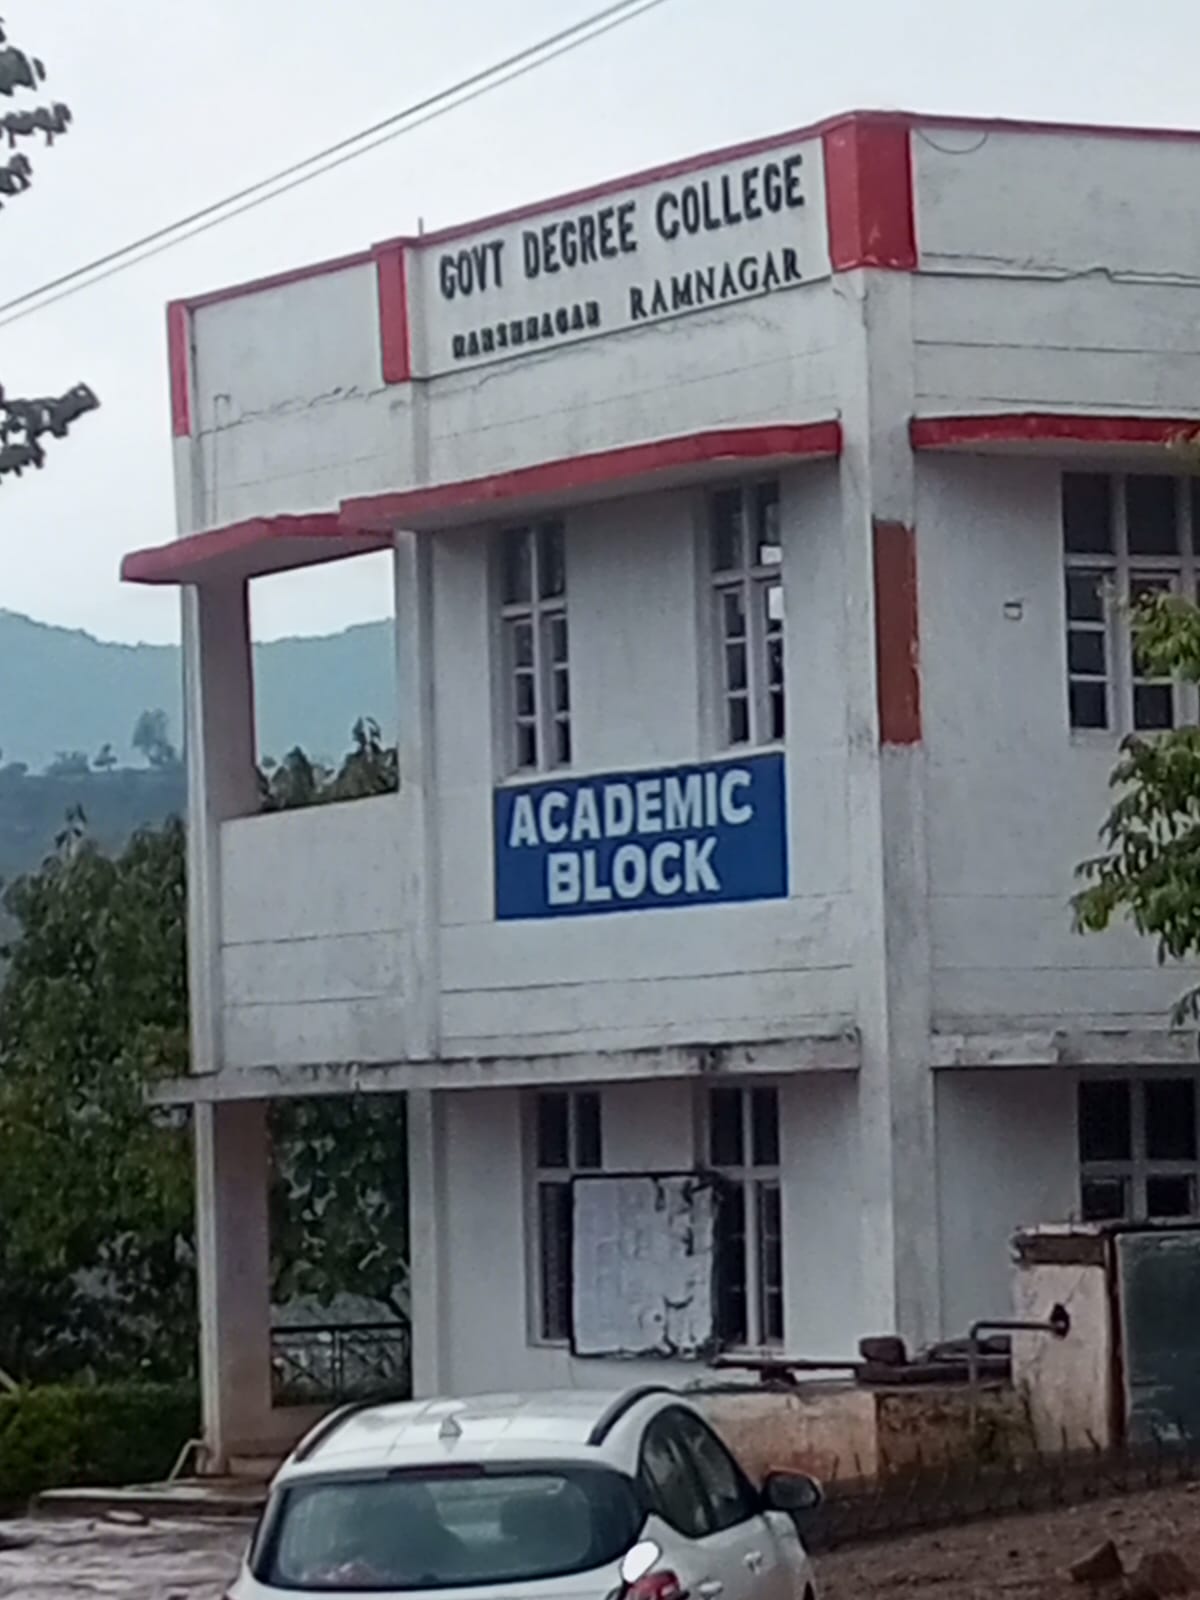 GOVT DEGREE COLLEGE
RAMNAGAR
ACADEMIC
BLOCK